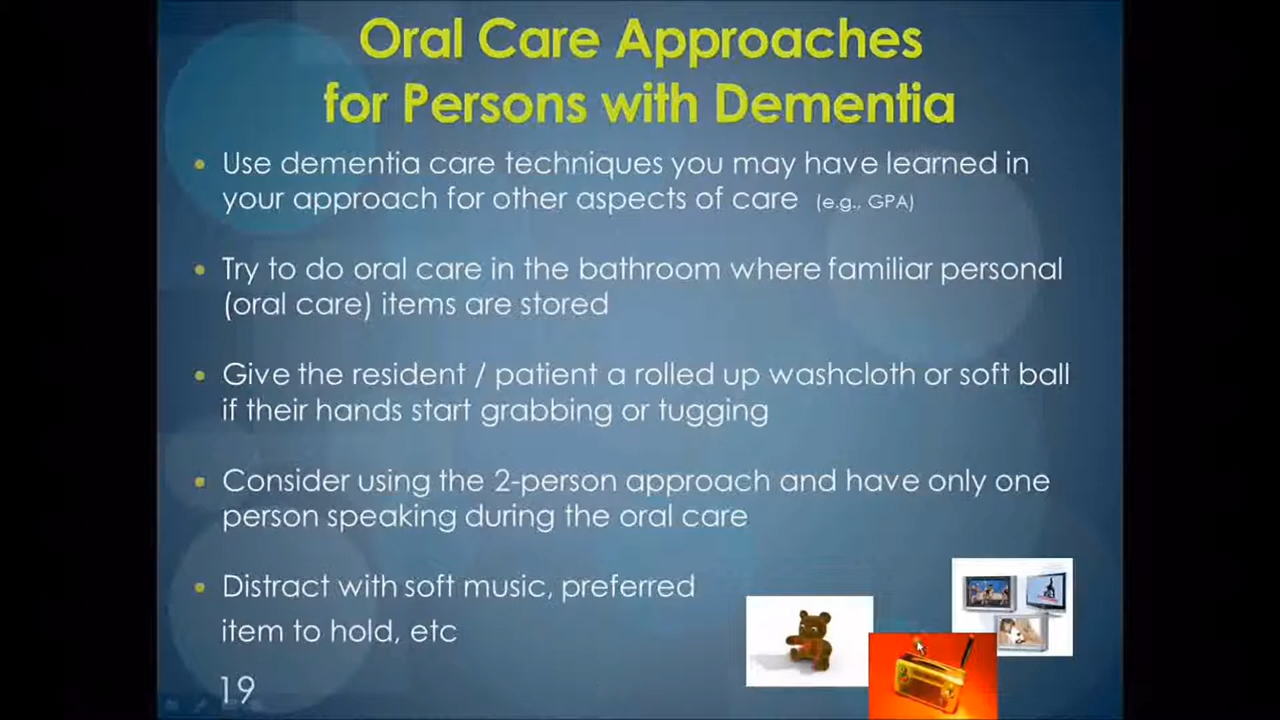 Oral Care Approaches
for Persons with Dementia
• Use dementia care techniques you may have learned in
your approach for other aspects of care (e.g., GPA)
• Try to do oral care in the bathroom where familiar personal
(oral care) items are stored
• Give the resident / patient a rolled up washcloth or soft ball
if their hands start grabbing or tugging
• Consider using the 2-person approach and have only one
person speaking during the oral care
• Distract with soft music, preferred
item to hold, etc
19